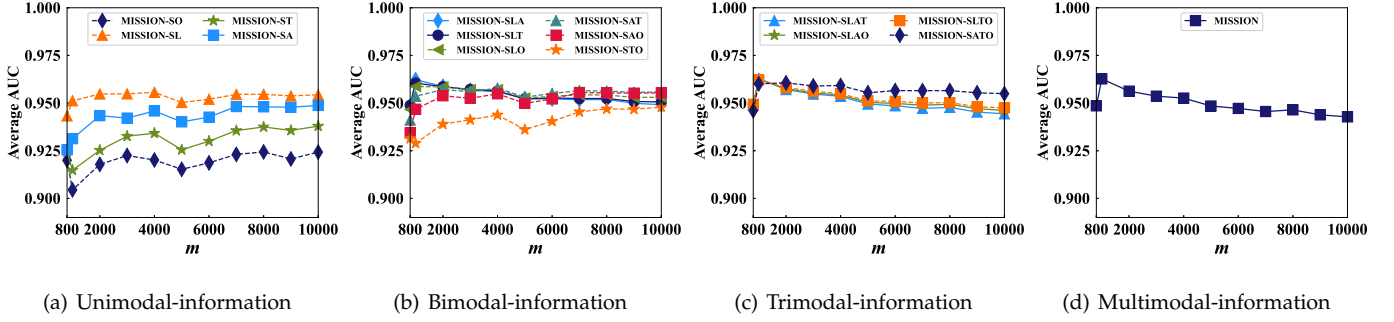 1.000
0.975
0.950
0.925
0.900
Average AUC
MISSION-SO
MISSION-SL
MISSION-ST
MISSION-SA
800 2000 4000 6000 8000 10000
m
(a) Unimodal-information
1.000
0.975
0.950
0.925
0.900
Average AUC
MISSION-SLA
MISSION-SLT
MISSION-SLO
MISSION-SAT
MISSION-SAO
MISSION-STO
800 2000 4000 6000 8000 10000
m
(b) Bimodal-information
1.000
0.975
0.950
0.925
0.900
Average AUC
MISSION-SLAT
MISSION-SLAO
MISSION-SLTO
MISSION-SATO
800 2000 4000 6000 8000 10000
m
(c) Trimodal-information
1.000
0.975
0.950
0.925
0.900
Average AUC
MISSION
800 2000 4000 6000 8000 10000
m
(d) Multimodal-information